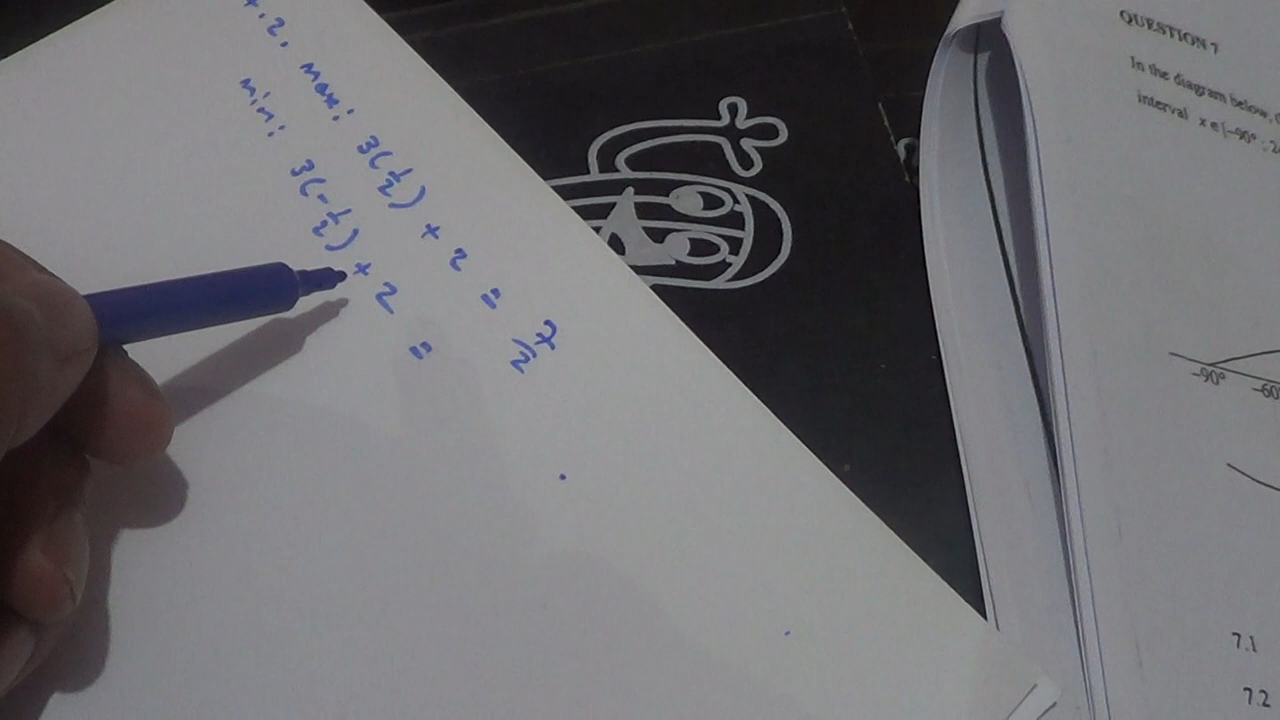 .2. max: 3(1/2) + 2 = 7/2
min: 3(-1/2) + 2 =
QUESTION 7
In the diagram below,
interval x ∈ [–90° ; 2
–90° –60
7.1
7.2